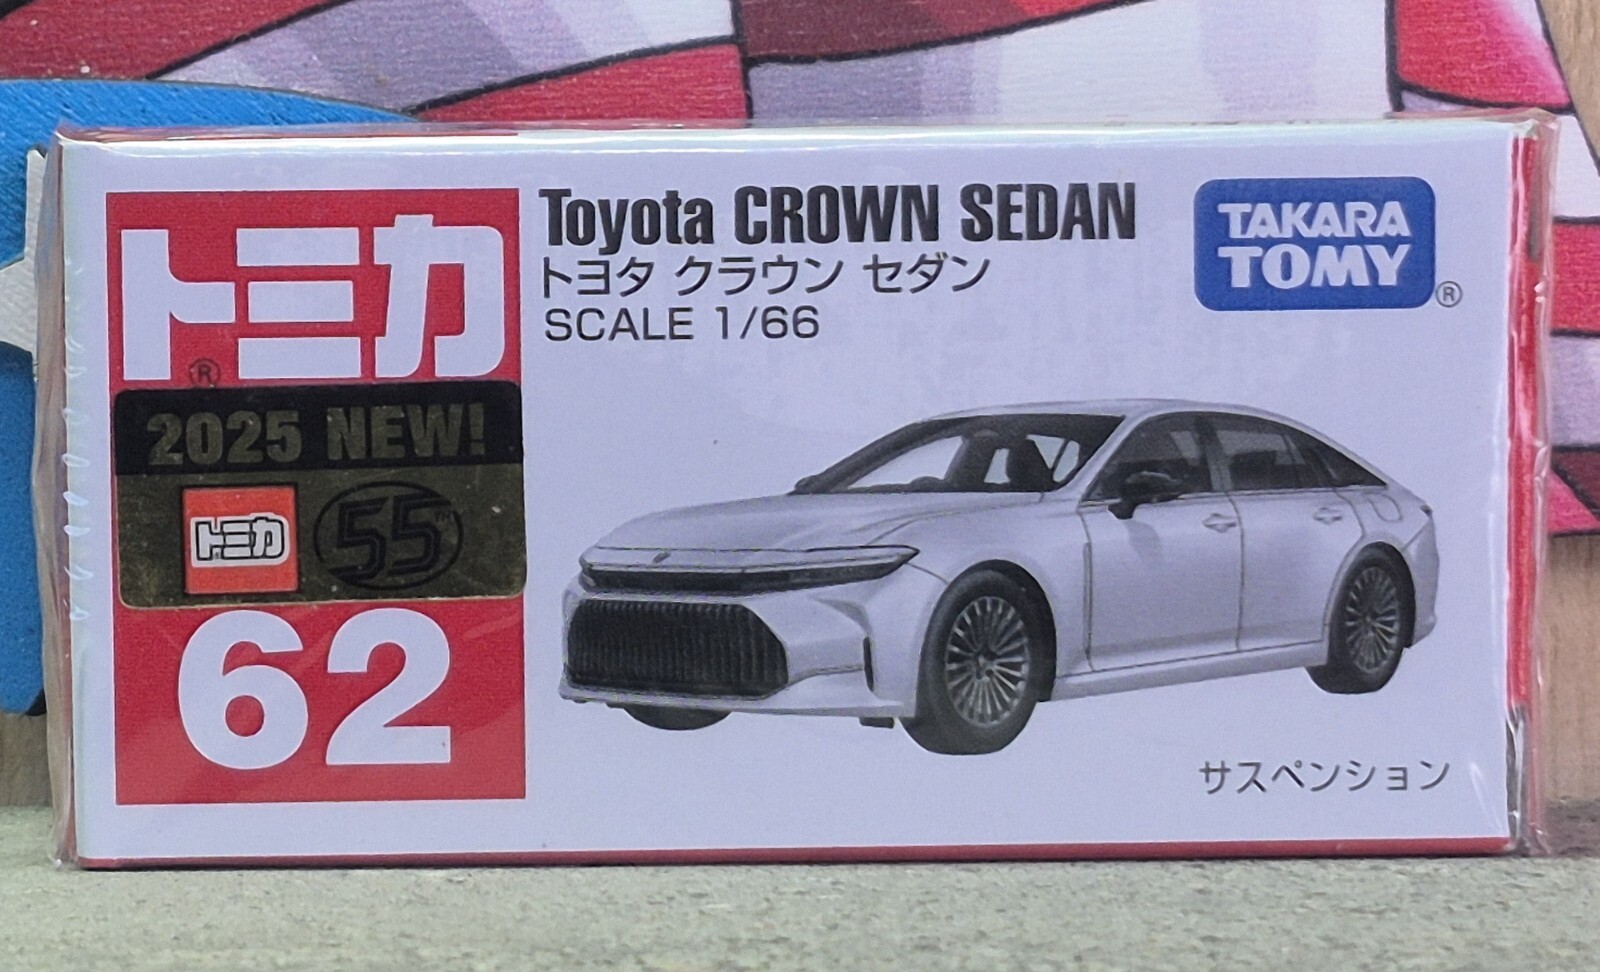 トミカ
®
2025 NEW!
トミカ
55™
62
Toyota CROWN SEDAN
トヨタ クラウン セダン
SCALE 1/66
TAKARA
TOMY
®
サスペンション